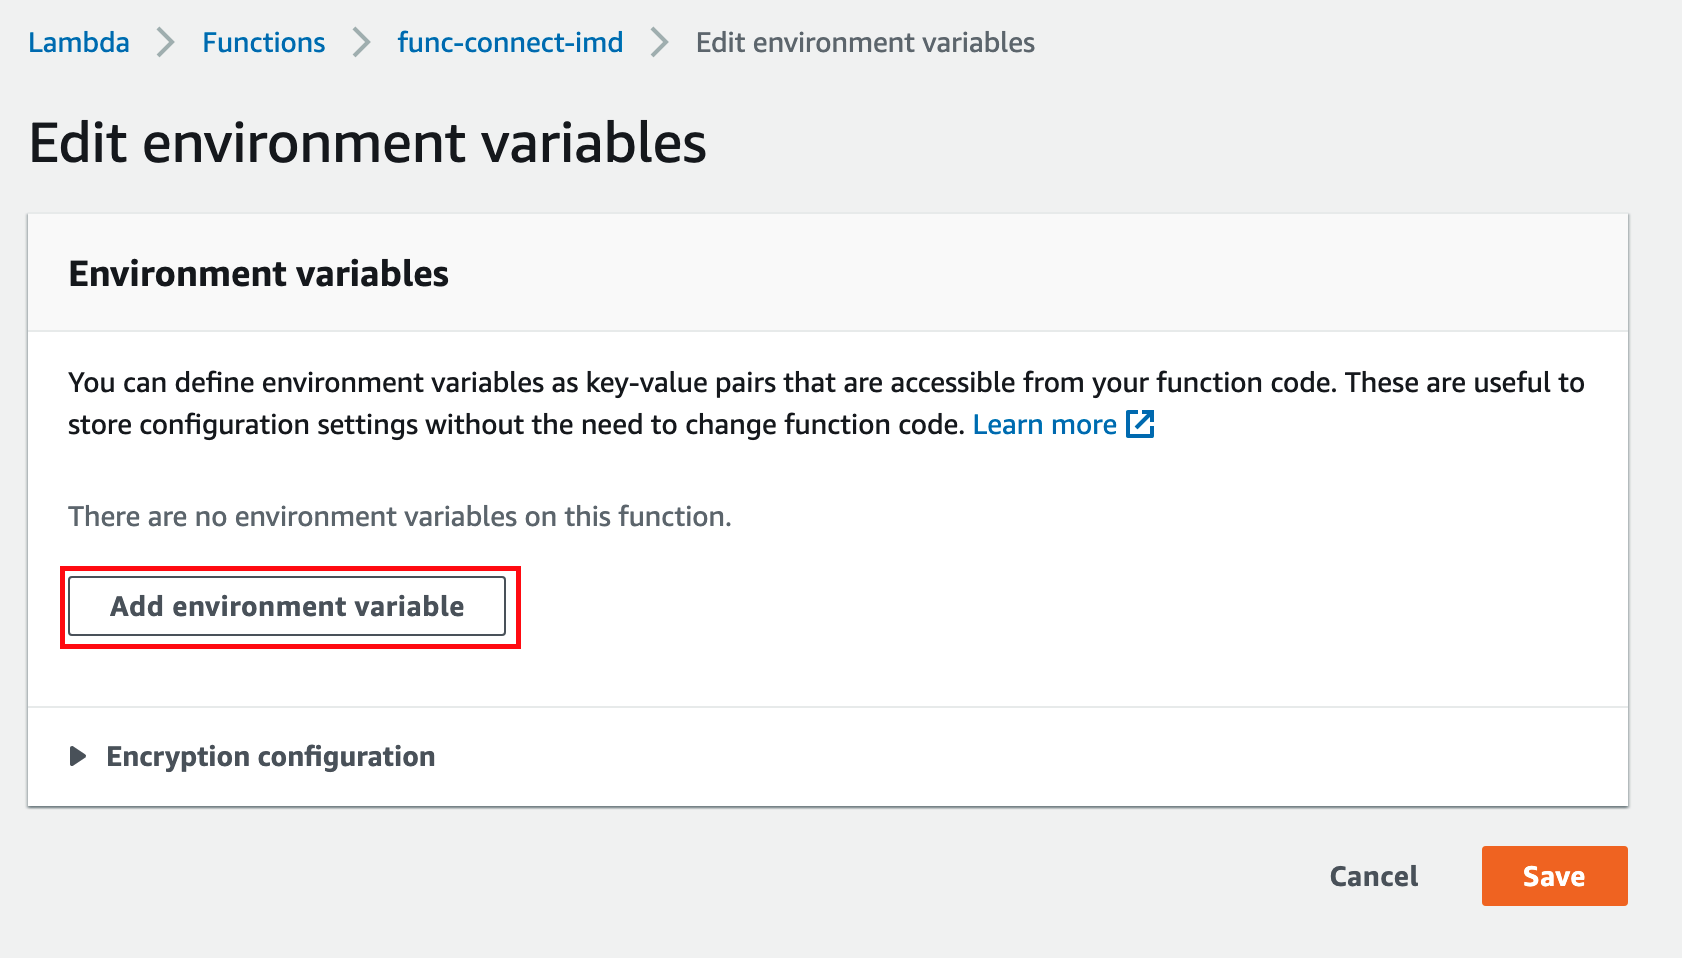 Lambda > Functions > func-connect-imd > Edit environment variables
Edit environment variables
Environment variables
You can define environment variables as key-value pairs that are accessible from your function code. These are useful to
store configuration settings without the need to change function code. Learn more
There are no environment variables on this function.
Add environment variable
Encryption configuration
Cancel Save